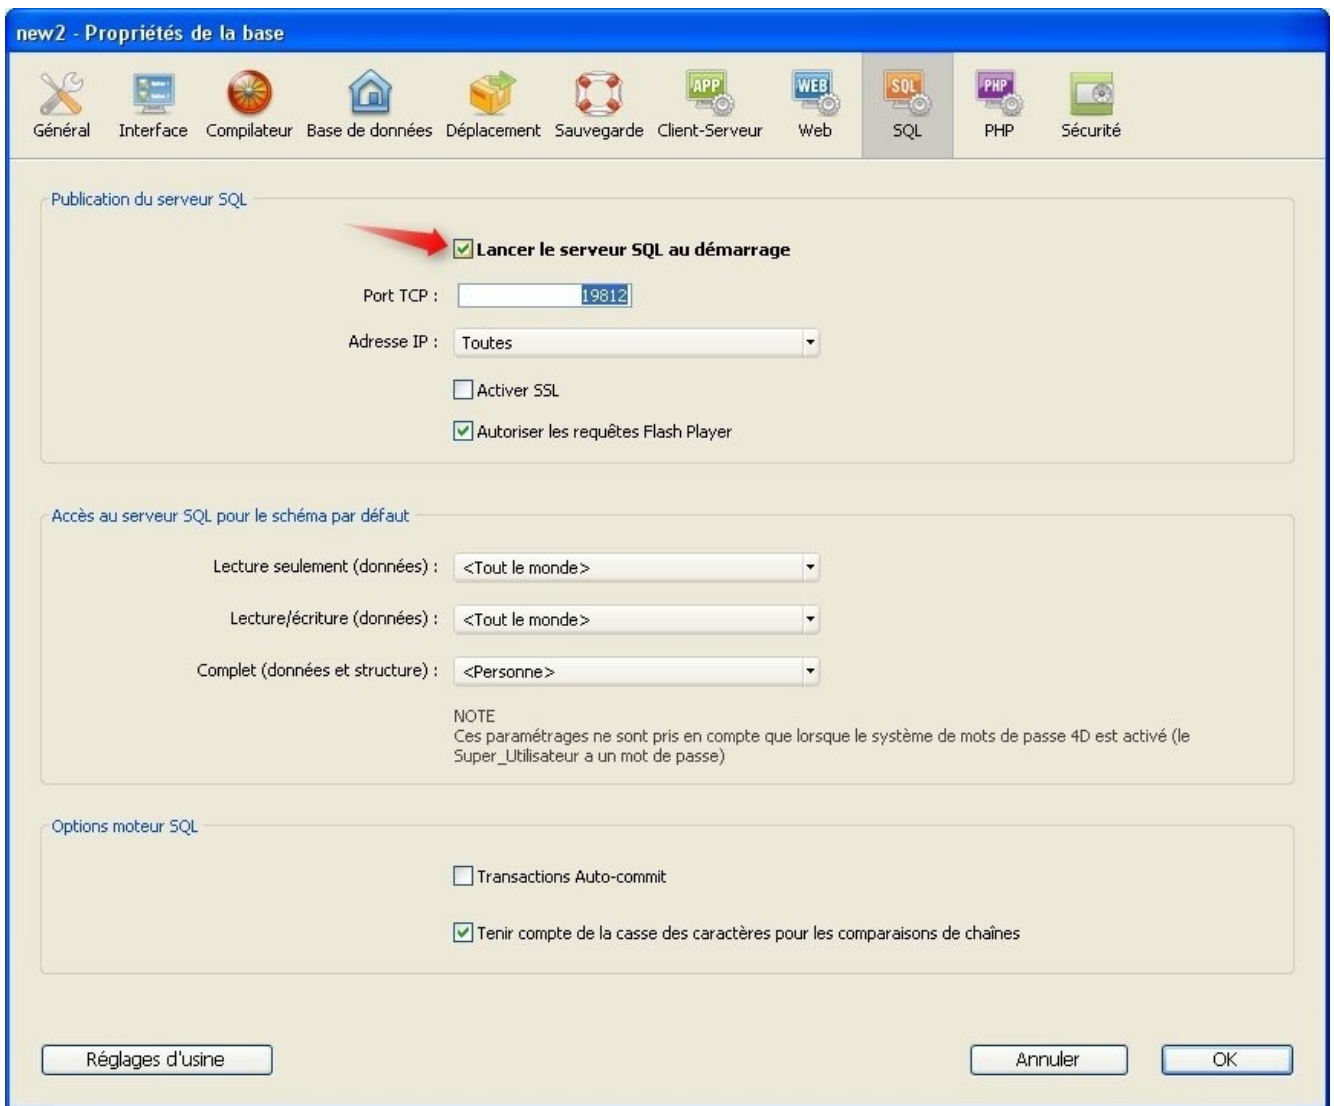 new2 - Propriétés de la base
APP
WEB
SQL
PHP
Général Interface Compilateur Base de données Déplacement Sauvegarde Client-Serveur Web SQL PHP Sécurité
Publication du serveur SQL
Lancer le serveur SQL au démarrage
Port TCP : 19812
Adresse IP : Toutes
Activer SSL
Autoriser les requêtes Flash Player
Accès au serveur SQL pour le schéma par défaut
Lecture seulement (données) : <Tout le monde>
Lecture/écriture (données) : <Tout le monde>
Complet (données et structure) : <Personne>
NOTE
Ces paramétrages ne sont pris en compte que lorsque le système de mots de passe 4D est activé (le
Super_Utilisateur a un mot de passe)
Options moteur SQL
Transactions Auto-commit
Tenir compte de la casse des caractères pour les comparaisons de chaînes
Réglages d'usine Annuler OK